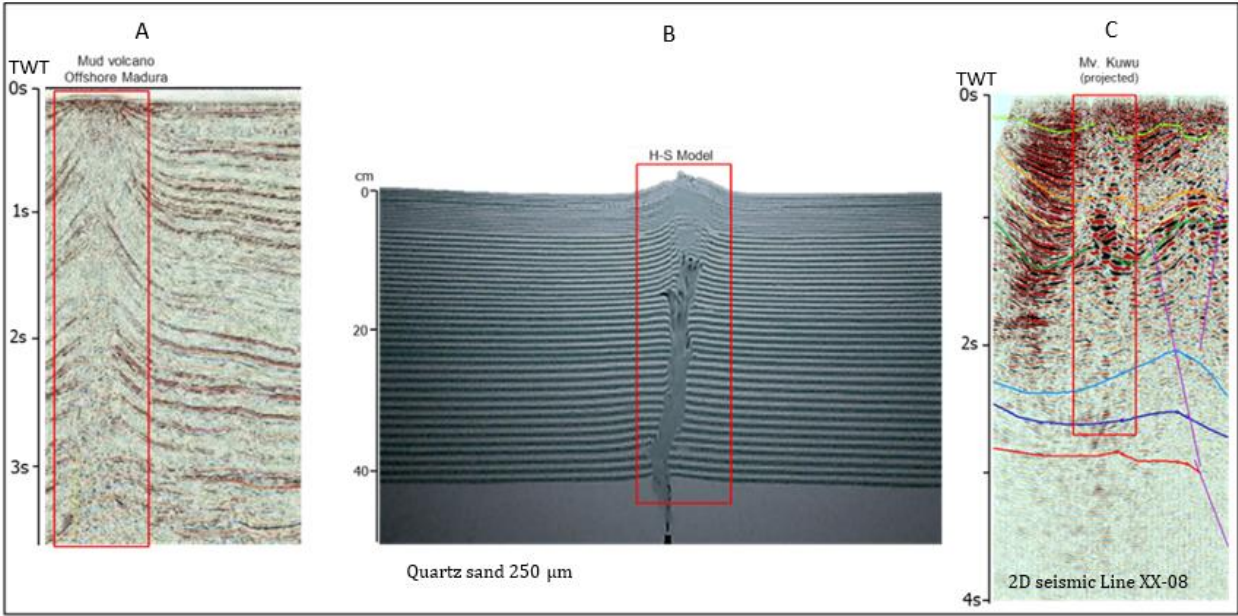 A
Mud volcano
Offshore Madura
TWT
0s
1s
2s
3s
B
H-S Model
cm
0
20
40
Quartz sand 250 µm
C
Mv. Kuwu
(projected)
TWT
0s
2s
4s
2D seismic Line XX-08